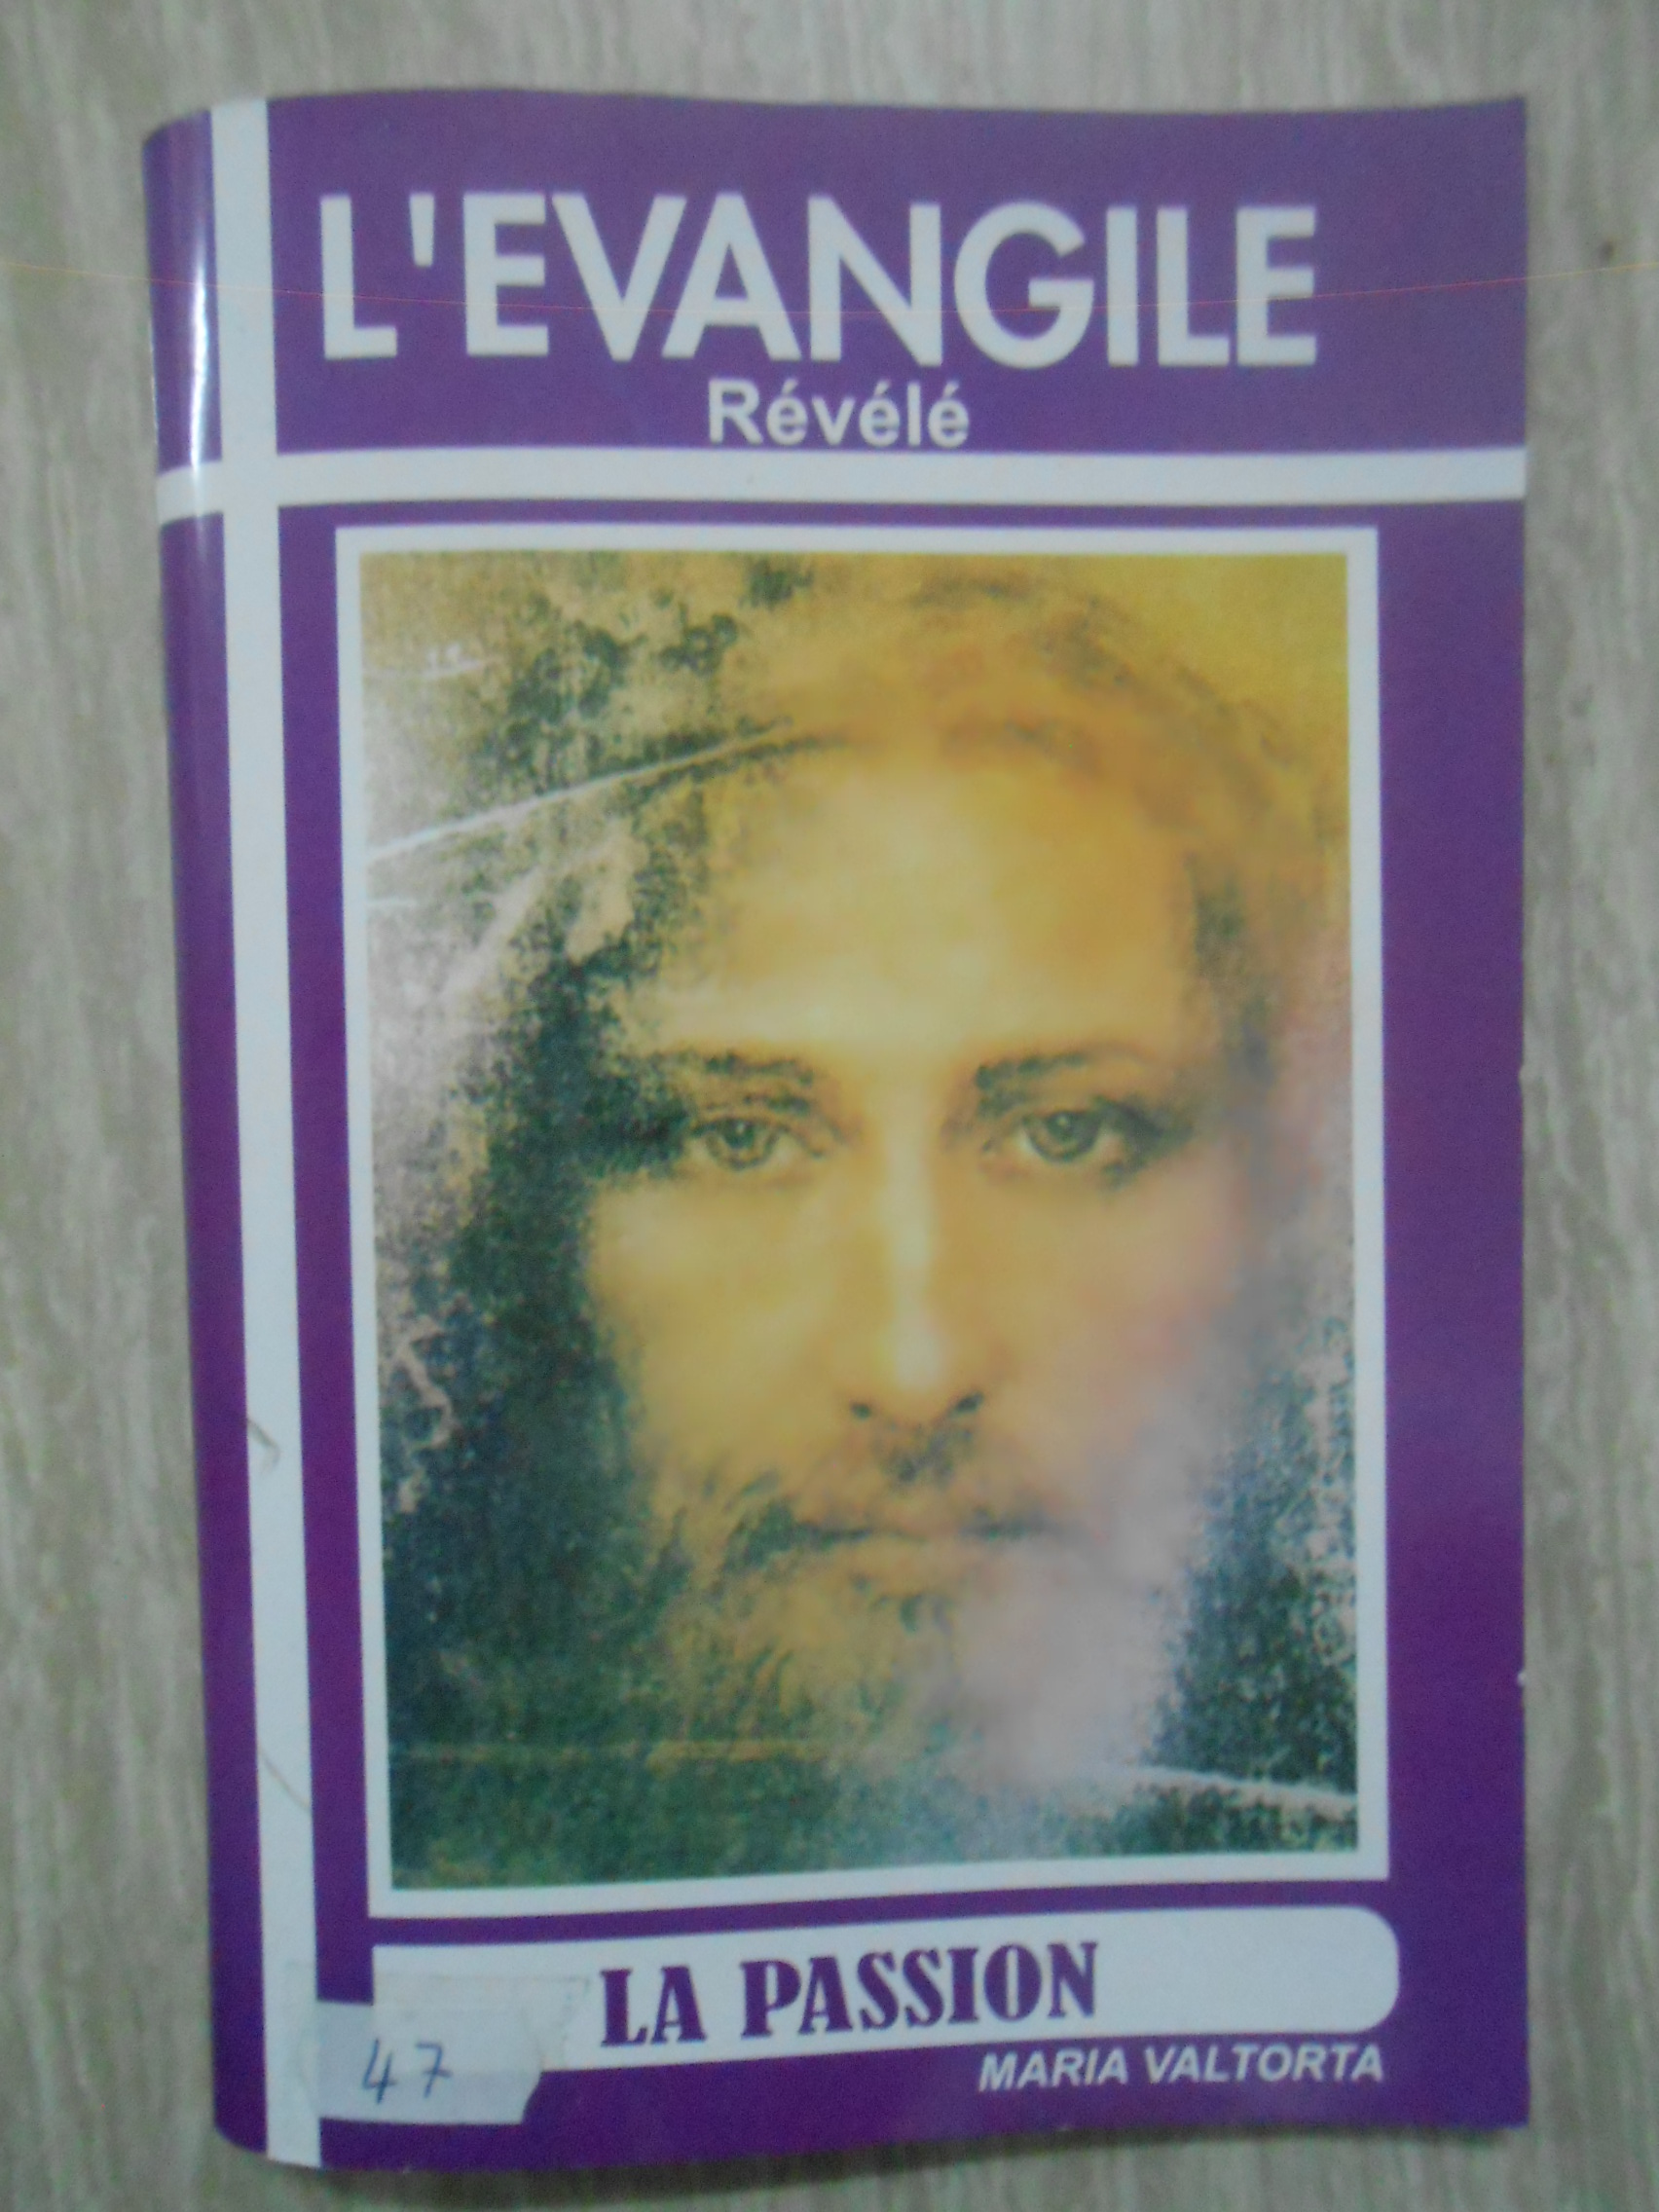 L'EVANGILE
Révélé
LA PASSION
MARIA VALTORTA
47